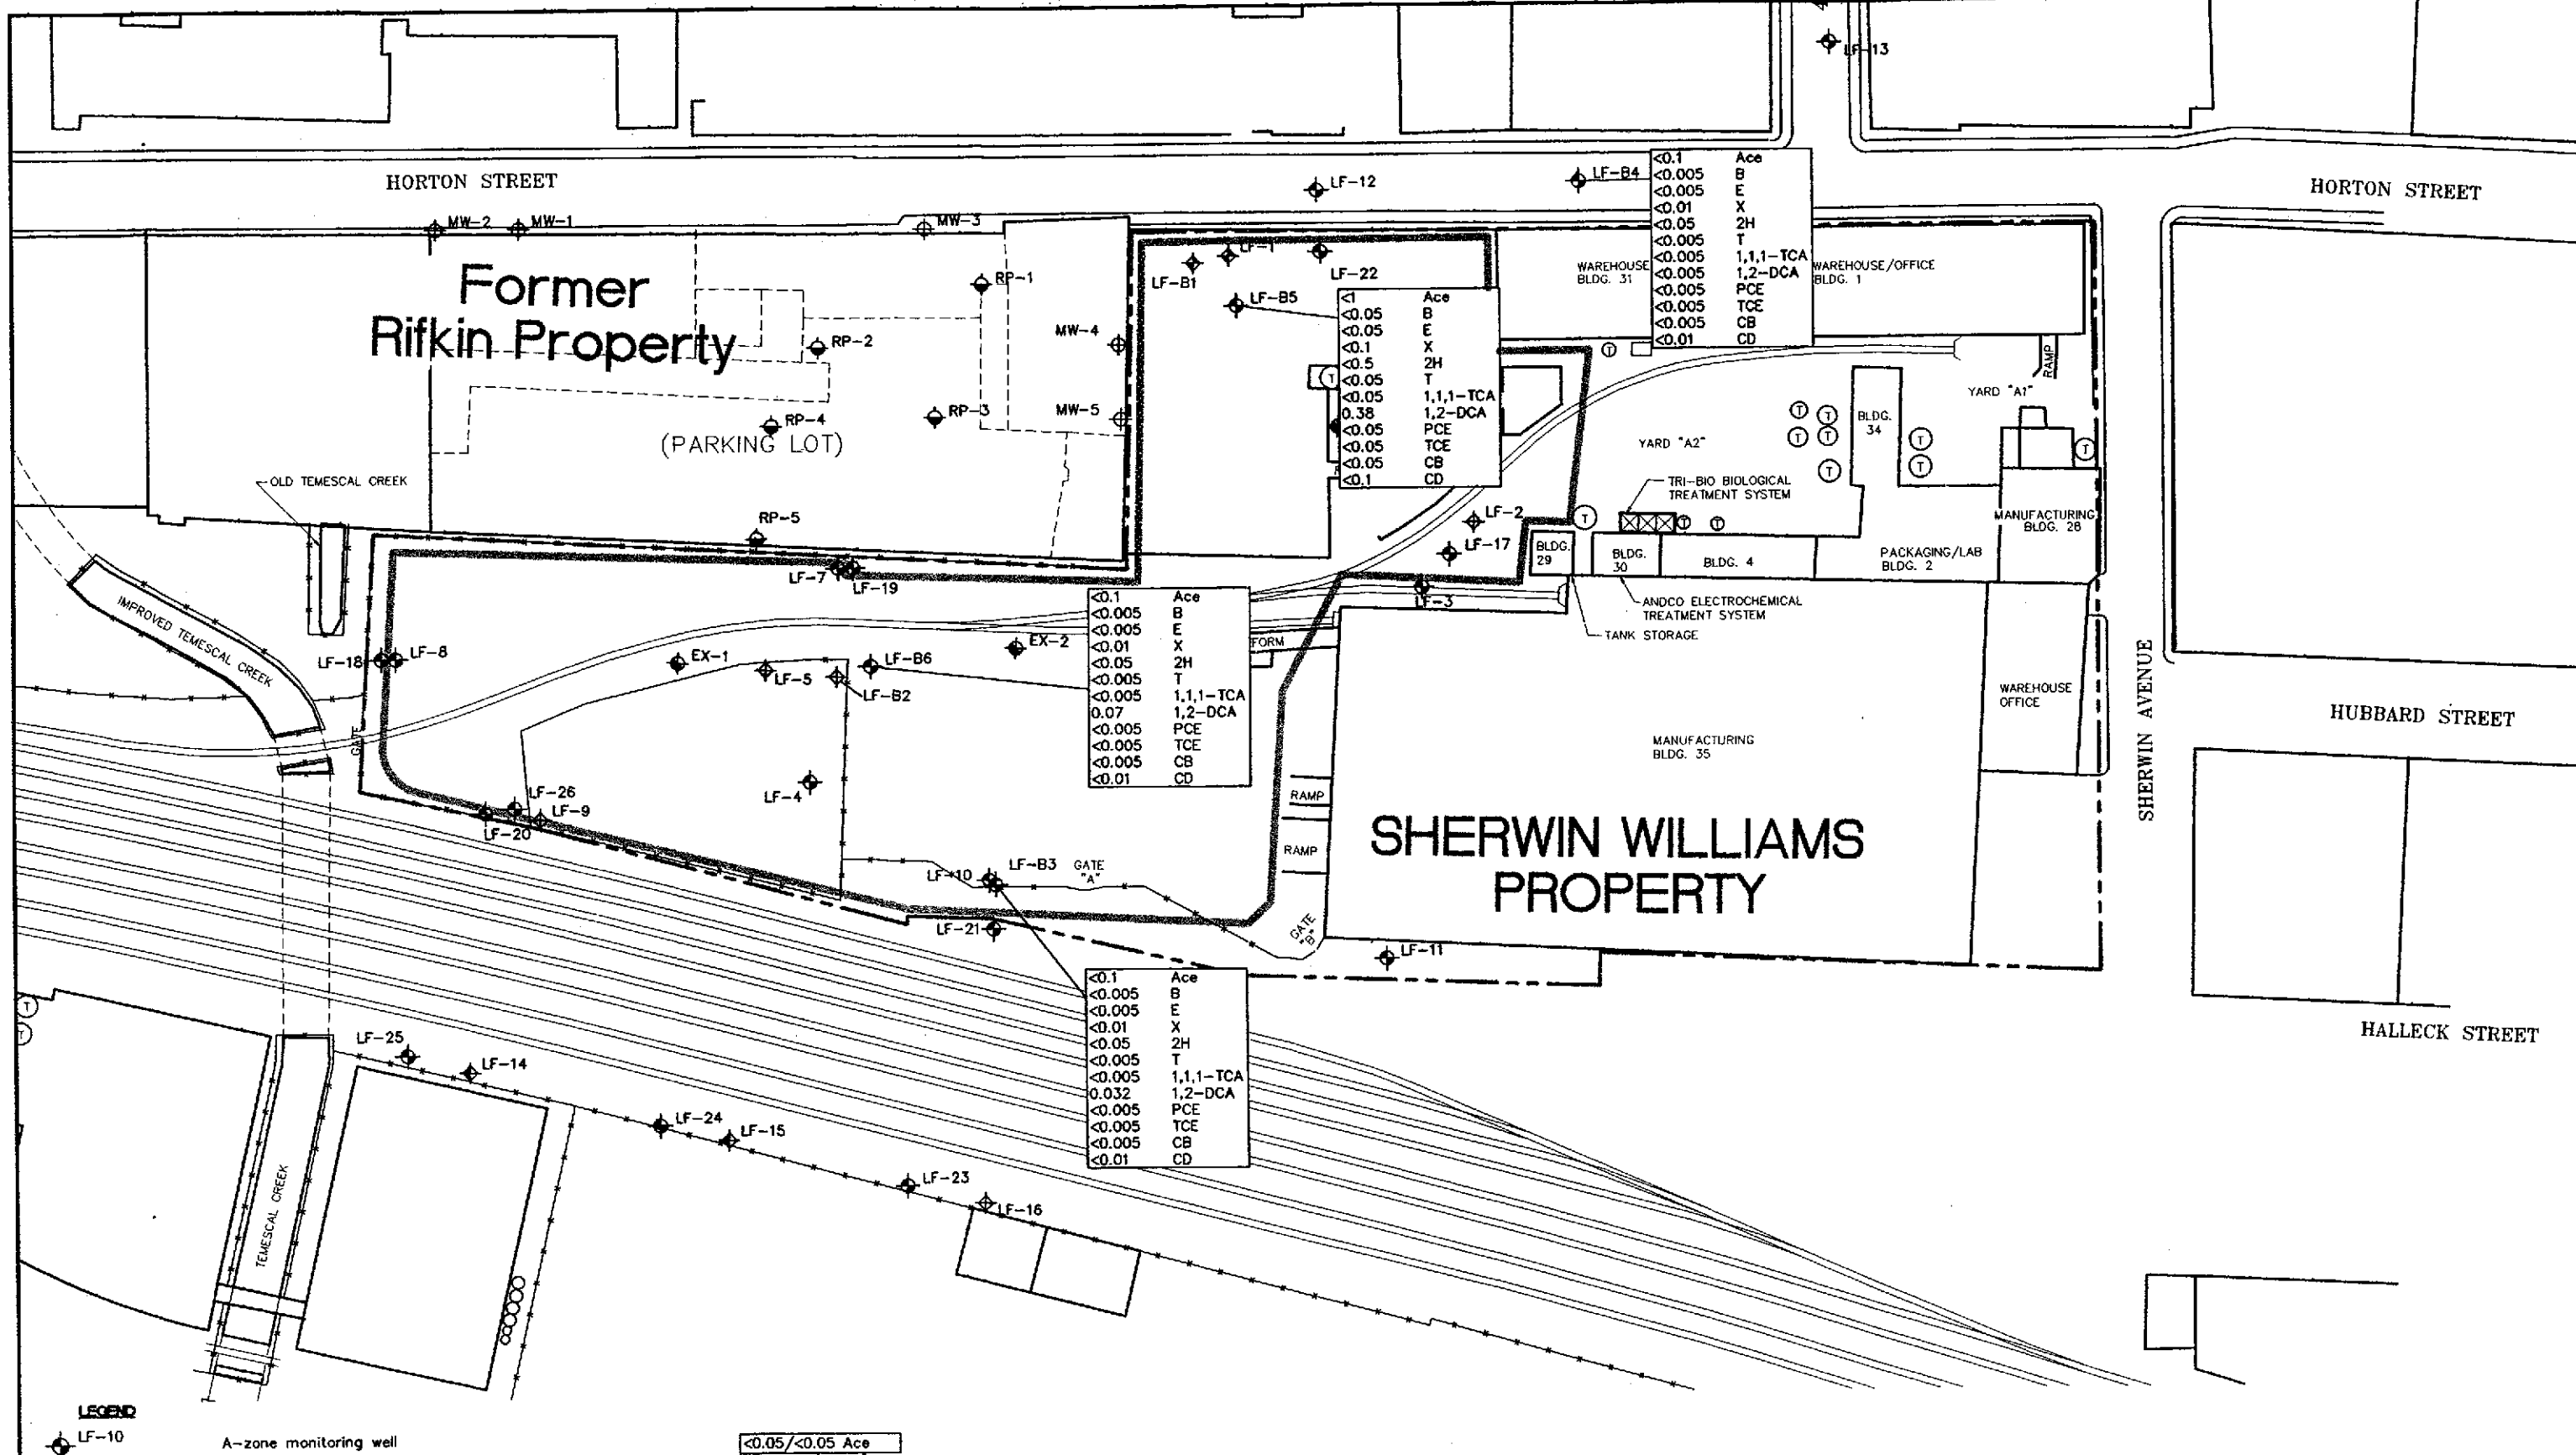 LF-13
HORTON STREET
LF-12
LF-B4
HORTON STREET
<0.1 Ace
<0.005 B
<0.005 E
<0.01 X
<0.05 2H
<0.005 T
<0.005 1,1,1-TCA
<0.005 1,2-DCA
<0.005 PCE
<0.005 TCE
<0.005 CB
<0.01 CD
MW-2
MW-1
MW-3
Former
Rifkin Property
(PARKING LOT)
RP-1
RP-2
RP-3
RP-4
RP-5
MW-4
MW-5
LF-B1
LF-1
LF-22
LF-B5
<1 Ace
<0.05 B
<0.05 E
<0.1 X
<0.5 2H
<0.05 T
<0.05 1,1,1-TCA
0.38 1,2-DCA
<0.05 PCE
<0.05 TCE
<0.05 CB
<0.1 CD
WAREHOUSE
BLDG. 31
WAREHOUSE/OFFICE
BLDG. 1
RAMP
YARD "A1"
YARD "A2"
BLDG.
34
T
T
T
T
T
T
T
T
T
T
T
T
T
TRI-BIO BIOLOGICAL
TREATMENT SYSTEM
MANUFACTURING
BLDG. 28
LF-2
LF-17
LF-3
BLDG.
29
BLDG.
30
BLDG. 4
PACKAGING/LAB
BLDG. 2
ANDCO ELECTROCHEMICAL
TREATMENT SYSTEM
TANK STORAGE
OLD TEMESCAL CREEK
IMPROVED TEMESCAL CREEK
LF-7
LF-19
LF-18
LF-8
EX-1
LF-5
LF-B6
LF-B2
EX-2
FORM
<0.1 Ace
<0.005 B
<0.005 E
<0.01 X
<0.05 2H
<0.005 T
<0.005 1,1,1-TCA
0.07 1,2-DCA
<0.005 PCE
<0.005 TCE
<0.005 CB
<0.01 CD
GATE
LF-4
LF-26
LF-9
LF-20
RAMP
RAMP
MANUFACTURING
BLDG. 35
WAREHOUSE
OFFICE
SHERWIN AVENUE
HUBBARD STREET
SHERWIN WILLIAMS
PROPERTY
LF-10
LF-B3
GATE
"A"
GATE
"B"
LF-21
LF-11
<0.1 Ace
<0.005 B
<0.005 E
<0.01 X
<0.05 2H
<0.005 T
<0.005 1,1,1-TCA
0.032 1,2-DCA
<0.005 PCE
<0.005 TCE
<0.005 CB
<0.01 CD
HALLECK STREET
T
T
LF-25
LF-14
LF-24
LF-15
LF-23
LF-16
TEMESCAL CREEK
LEGEND
LF-10
A-zone monitoring well
<0.05/<0.05 Ace